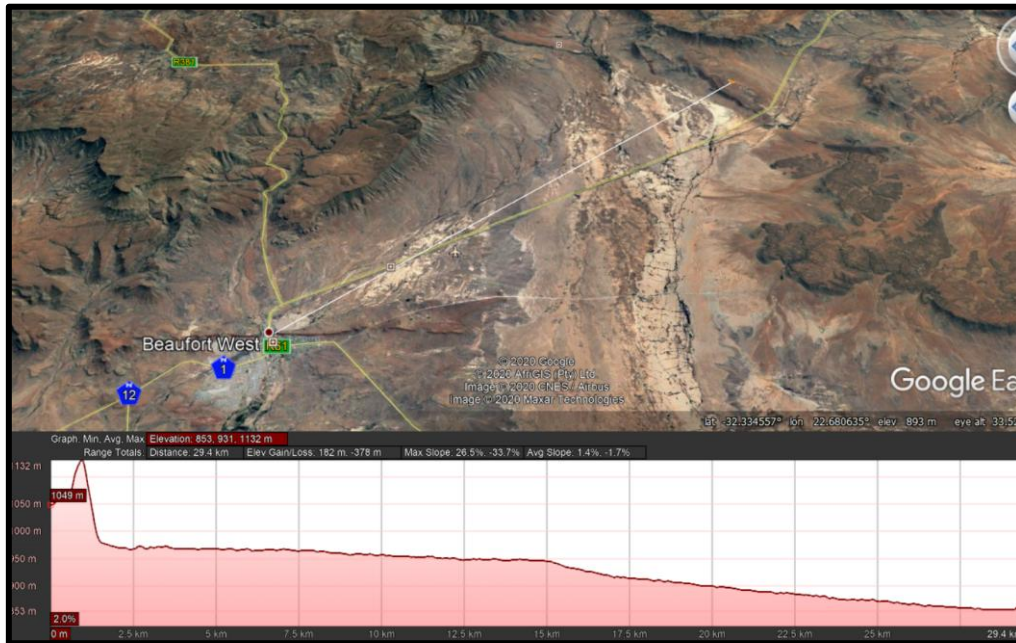 R381
Beaufort West
1
N
12
© 2020 Google
© 2020 AfriGIS (Pty) Ltd.
Image © 2020 CNES / Airbus
Image © 2020 Maxar Technologies
Google Ea
lat -32.334557° lon 22.680635° elev 893 m eye alt 33.52
Graph: Min, Avg, Max Elevation: 853, 931, 1132 m
Range Totals: Distance: 29.4 km Elev Gain/Loss: 182 m, -378 m Max Slope: 26.5%, -33.7% Avg Slope: 1.4%, -1.7%
1132 m
1049 m
1050 m
1000 m
950 m
900 m
853 m
2.0%
0 m 2.5 km 5 km 7.5 km 10 km 12.5 km 15 km 17.5 km 20 km 22.5 km 25 km 29.4 k